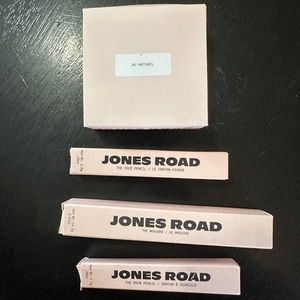 AU NATUREL
JONES ROAD
THE FACE PENCIL / LE CRAYON VISAGE
JONES ROAD
THE MASCARA / LE MASCARA
JONES ROAD
THE BROW PENCIL / CRAYON À SOURCILS